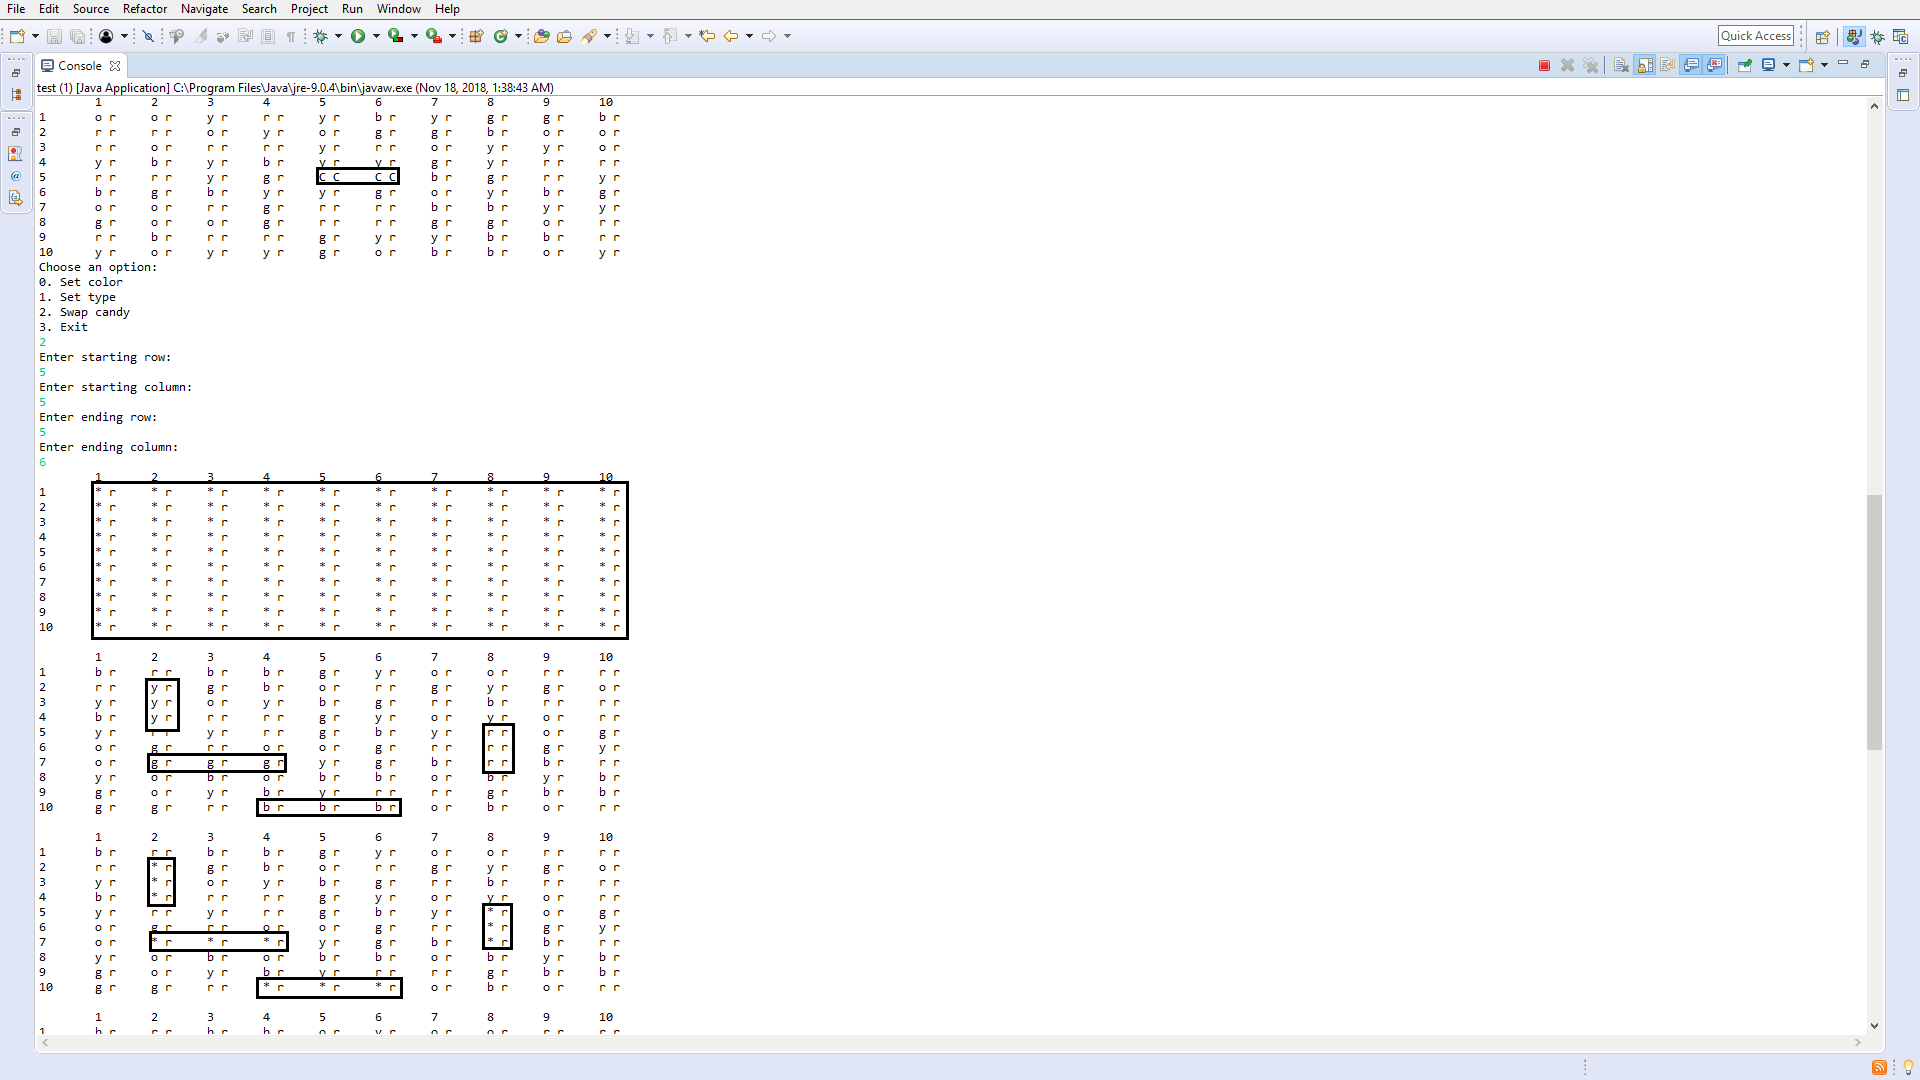 File Edit Source Refactor Navigate Search Project Run Window Help
Quick Access
Console
test (1) [Java Application] C:\Program Files\Java\jre-9.0.4\bin\javaw.exe (Nov 18, 2018, 1:38:43 AM)
1 2 3 4 5 6 7 8 9 10
1 o r o r y r r r y r b r y r g r g r b r
2 r r r r o r y r o r g r g r b r o r o r
3 r r o r r r r r y r r r o r y r y r o r
4 y r b r y r b r y r y r g r y r r r r r
5 r r r r y r g r C C C C b r g r r r y r
6 b r g r b r y r y r g r o r y r b r g r
7 o r o r r r g r r r r r b r b r y r y r
8 g r o r o r g r r r r r g r g r o r r r
9 r r b r r r r r g r y r y r b r b r r r
10 y r o r y r y r g r o r b r b r o r y r
Choose an option:
0. Set color
1. Set type
2. Swap candy
3. Exit
2
Enter starting row:
5
Enter starting column:
5
Enter ending row:
5
Enter ending column:
6
1 2 3 4 5 6 7 8 9 10
1 * r * r * r * r * r * r * r * r * r * r
2 * r * r * r * r * r * r * r * r * r * r
3 * r * r * r * r * r * r * r * r * r * r
4 * r * r * r * r * r * r * r * r * r * r
5 * r * r * r * r * r * r * r * r * r * r
6 * r * r * r * r * r * r * r * r * r * r
7 * r * r * r * r * r * r * r * r * r * r
8 * r * r * r * r * r * r * r * r * r * r
9 * r * r * r * r * r * r * r * r * r * r
10 * r * r * r * r * r * r * r * r * r * r
1 2 3 4 5 6 7 8 9 10
1 b r r r b r b r g r y r o r o r r r r r
2 r r y r g r b r o r r r g r y r g r o r
3 y r y r o r y r b r g r r r b r r r r r
4 b r y r r r r r g r y r o r y r o r r r
5 y r r r y r r r g r b r y r r r o r g r
6 o r g r r r o r o r g r r r r r g r y r
7 o r g r g r g r y r g r b r r r b r b r
8 y r o r b r o r b r b r o r b r y r b r
9 g r o r y r b r y r r r r r g r b r b r
10 g r g r r r b r b r b r o r b r o r r r
1 2 3 4 5 6 7 8 9 10
1 b r r r b r b r g r y r o r o r r r r r
2 r r * r g r b r o r r r g r y r g r o r
3 y r * r o r y r b r g r r r b r r r r r
4 b r * r r r r r g r y r o r y r o r r r
5 y r r r y r r r g r b r y r * r o r g r
6 o r g r r r o r o r g r r r * r g r y r
7 o r * r * r * r y r g r b r * r b r b r
8 y r o r b r o r b r b r o r b r y r b r
9 g r o r y r b r y r r r r r g r b r b r
10 g r g r r r * r * r * r o r b r o r r r
1 2 3 4 5 6 7 8 9 10
1 b r r r b r b r o r y r o r o r r r r r